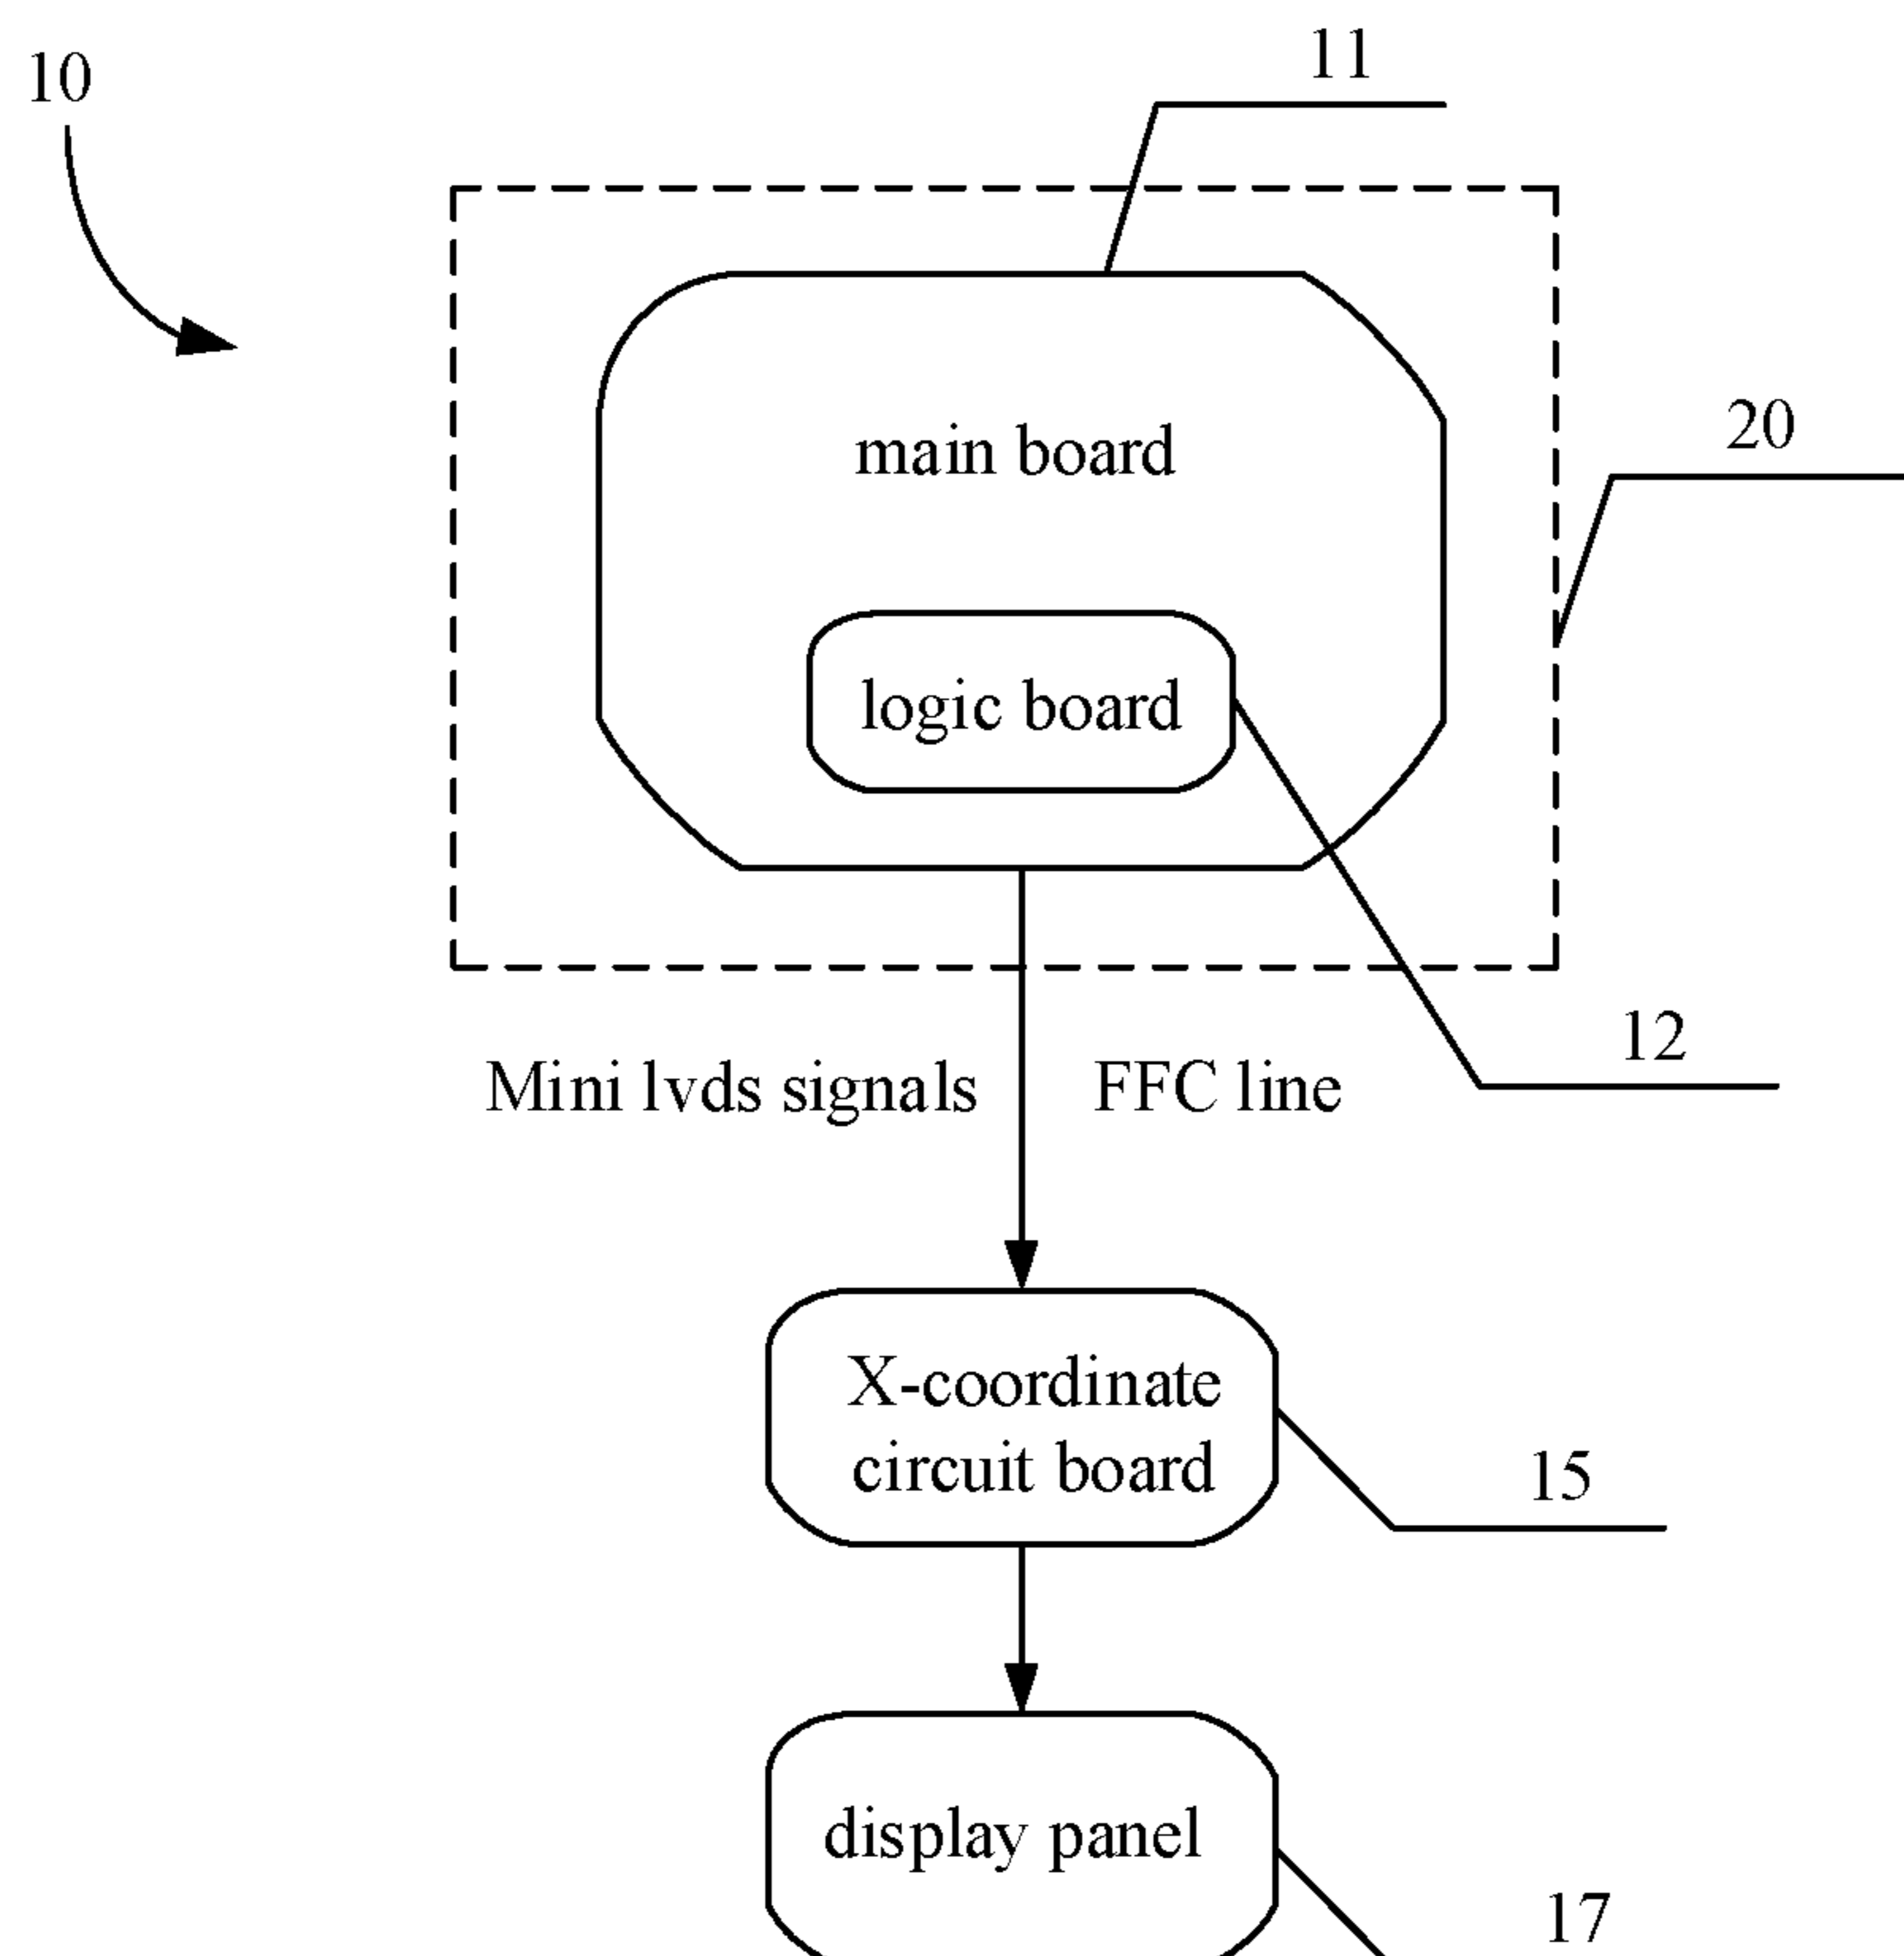 11
10
20
main board
logic board
12
Mini lvds signals FFC line
X-coordinate
circuit board
15
display panel
17